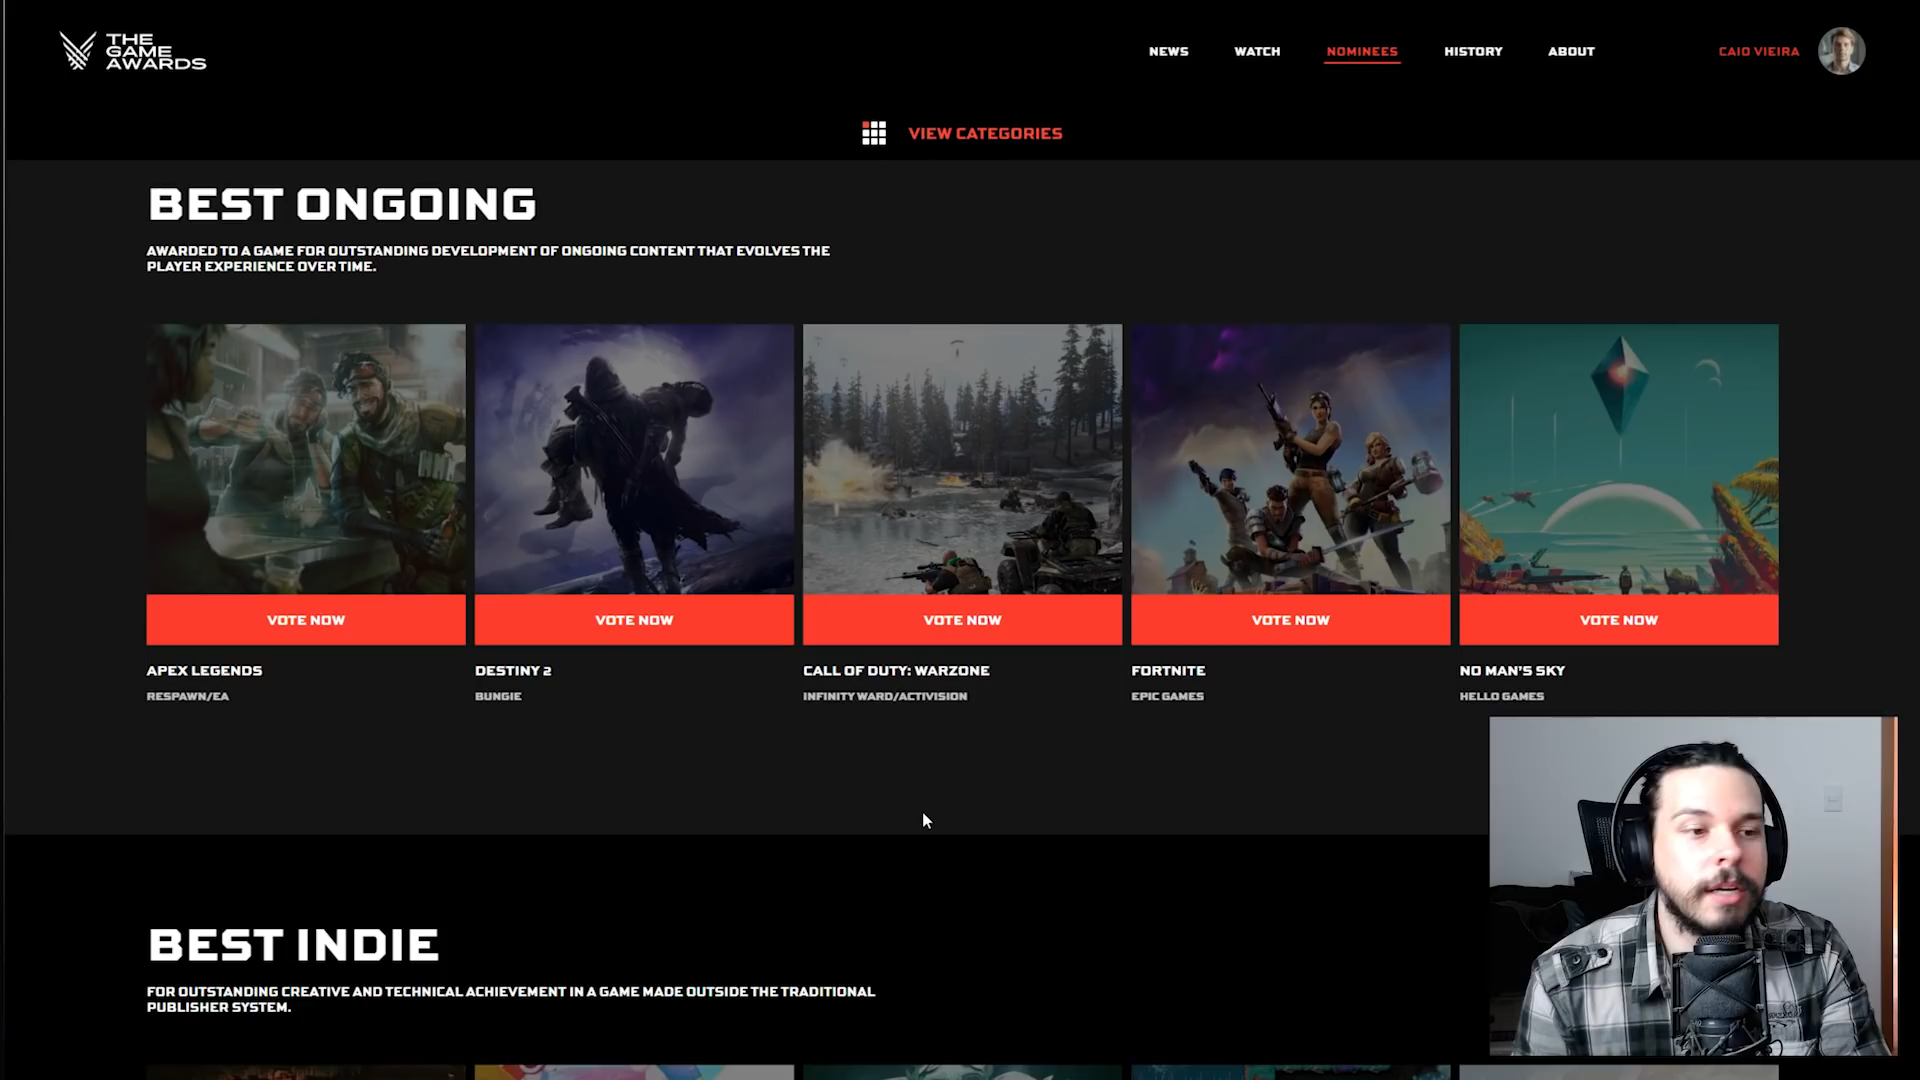 THE
GAME
AWARDS
NEWS
WATCH
NOMINEES
HISTORY
ABOUT
CAIO VIEIRA
VIEW CATEGORIES
BEST ONGOING
AWARDED TO A GAME FOR OUTSTANDING DEVELOPMENT OF ONGOING CONTENT THAT EVOLVES THE
PLAYER EXPERIENCE OVER TIME.
VOTE NOW
VOTE NOW
VOTE NOW
VOTE NOW
VOTE NOW
APEX LEGENDS
RESPAWN/EA
DESTINY 2
BUNGIE
CALL OF DUTY: WARZONE
INFINITY WARD/ACTIVISION
FORTNITE
EPIC GAMES
NO MAN'S SKY
HELLO GAMES
BEST INDIE
FOR OUTSTANDING CREATIVE AND TECHNICAL ACHIEVEMENT IN A GAME MADE OUTSIDE THE TRADITIONAL
PUBLISHER SYSTEM.